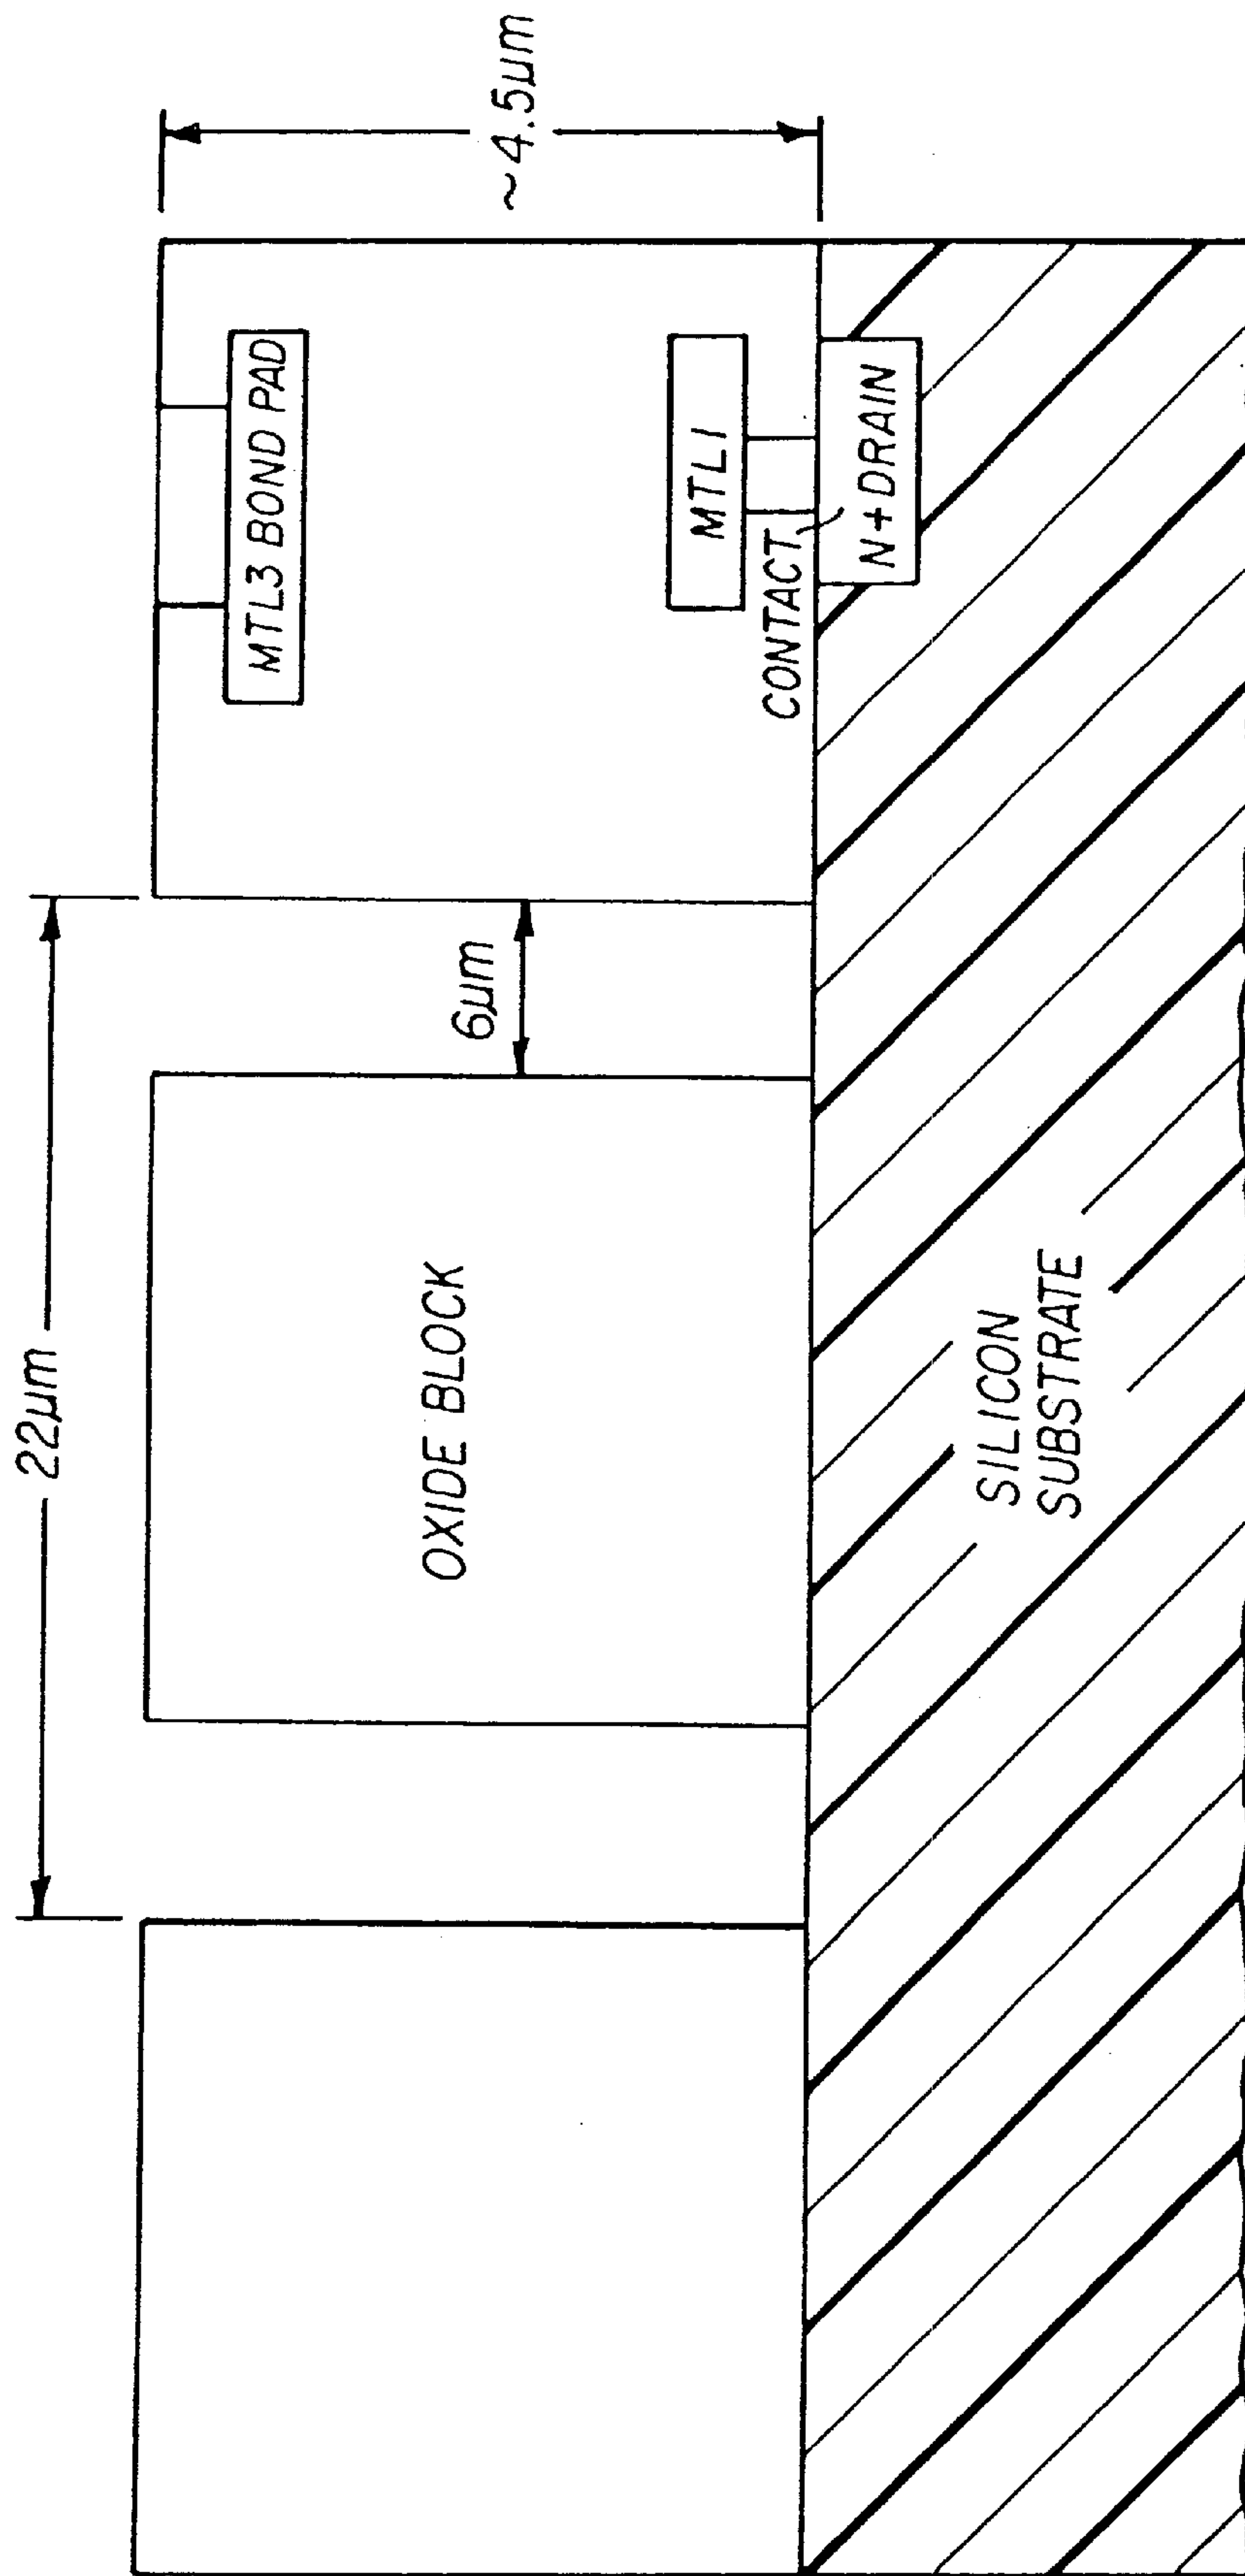 22µm
~4.5µm
MTL3 BOND PAD
6µm
OXIDE BLOCK
MTL1
CONTACT
N+DRAIN
SILICON
SUBSTRATE